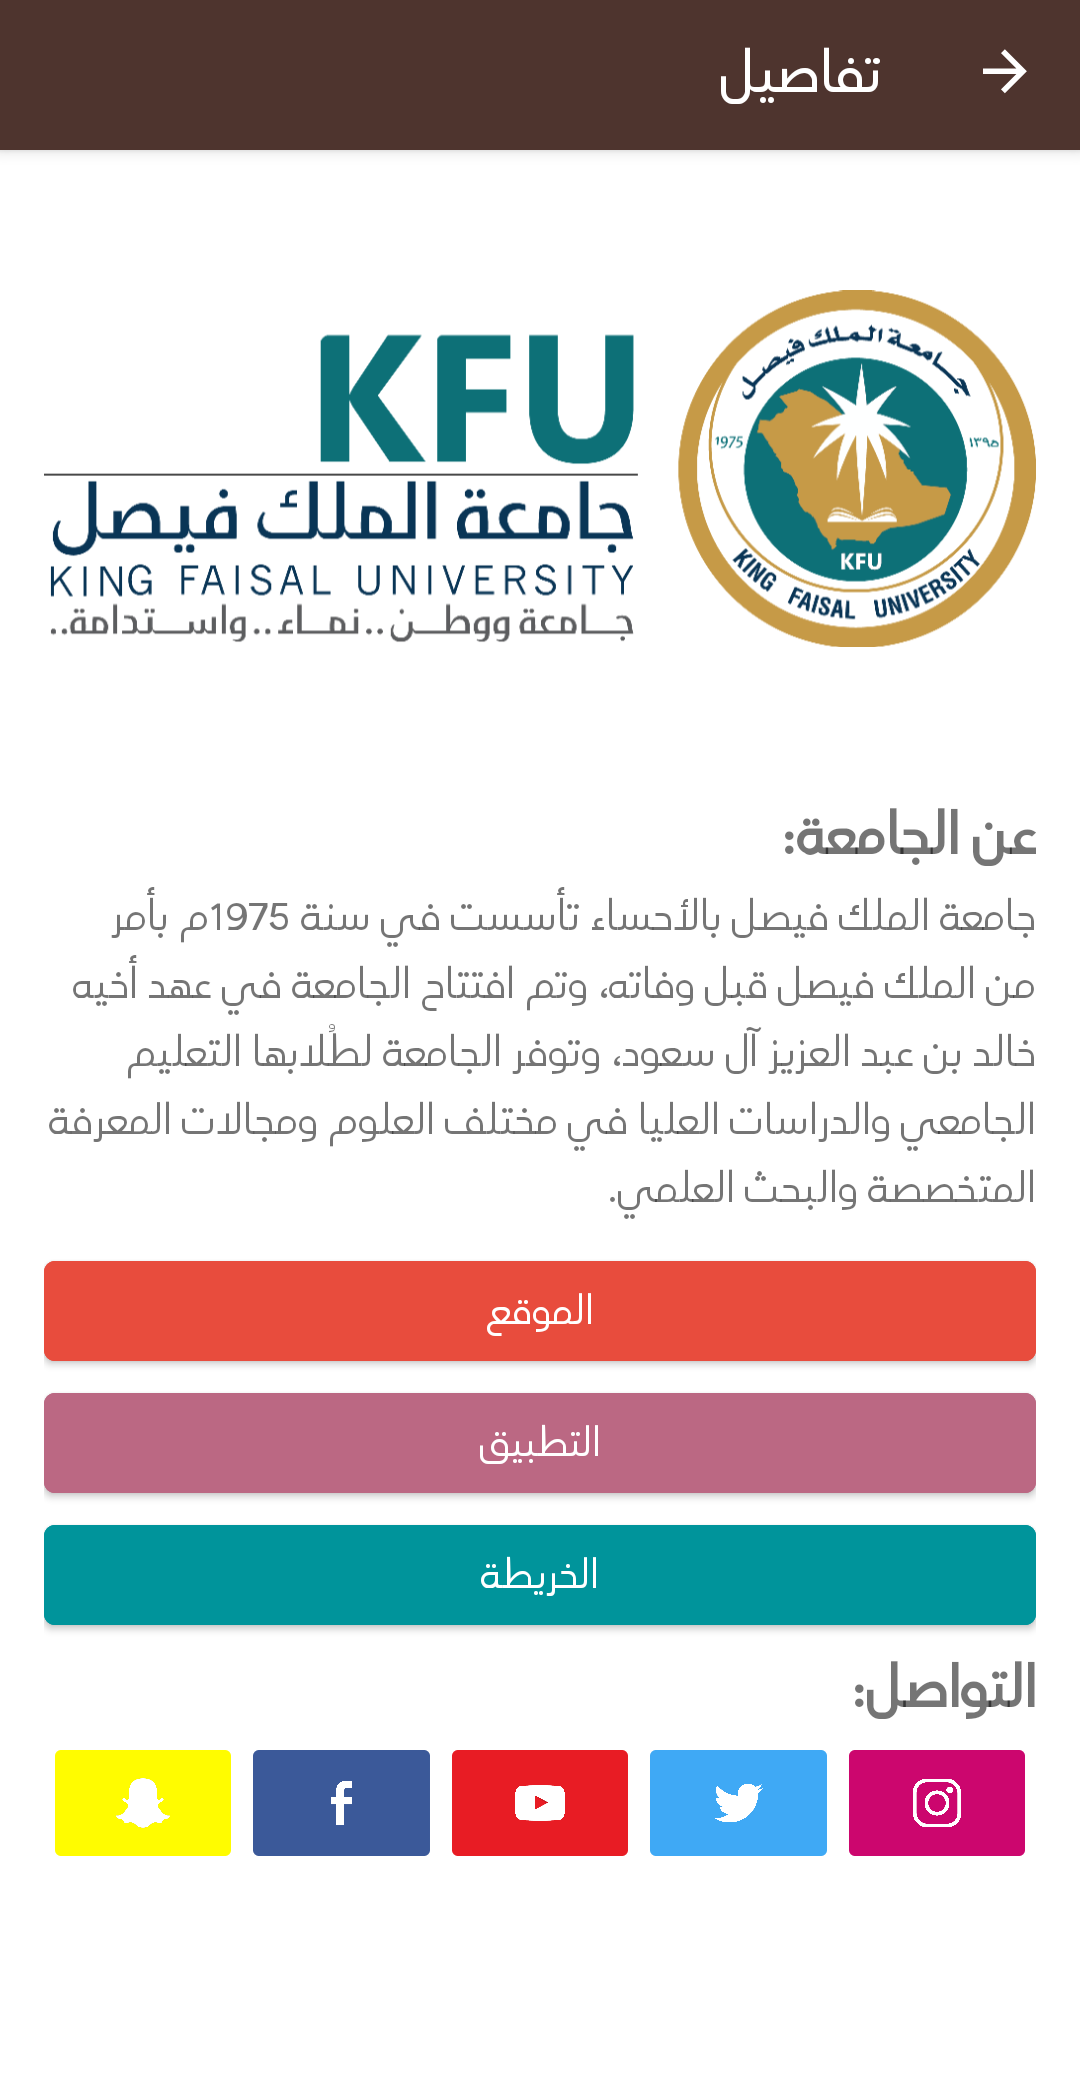 تفاصيل
جامعة الملك فيصل
1975
١٣٩٥
KFU
KING FAISAL UNIVERSITY
KFU
جامعة الملك فيصل
KING FAISAL UNIVERSITY
جـــامعة ووطـــن.. نمــاء.. واســـتدامة..
عن الجامعة:
جامعة الملك فيصل بالأحساء تأسست في سنة 1975م بأمر
من الملك فيصل قبل وفاته، وتم افتتاح الجامعة في عهد أخيه
خالد بن عبد العزيز آل سعود، وتوفر الجامعة لطُلابها التعليم
الجامعي والدراسات العليا في مختلف العلوم ومجالات المعرفة
المتخصصة والبحث العلمي.
الموقع
التطبيق
الخريطة
التواصل: